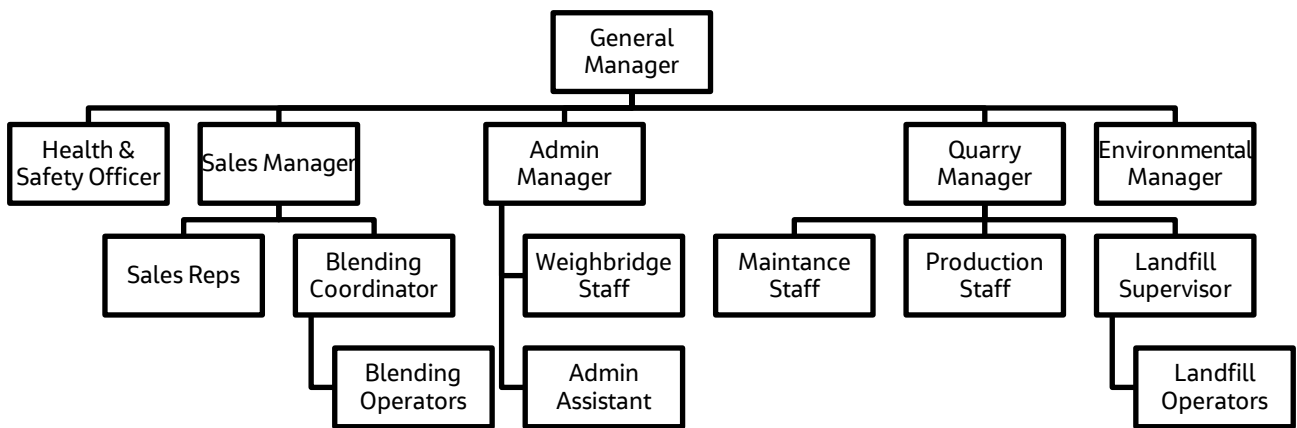 General
Manager
Health &
Safety Officer
Sales Manager
Admin
Manager
Quarry
Manager
Environmental
Manager
Sales Reps
Blending
Coordinator
Weighbridge
Staff
Maintance
Staff
Production
Staff
Landfill
Supervisor
Blending
Operators
Admin
Assistant
Landfill
Operators